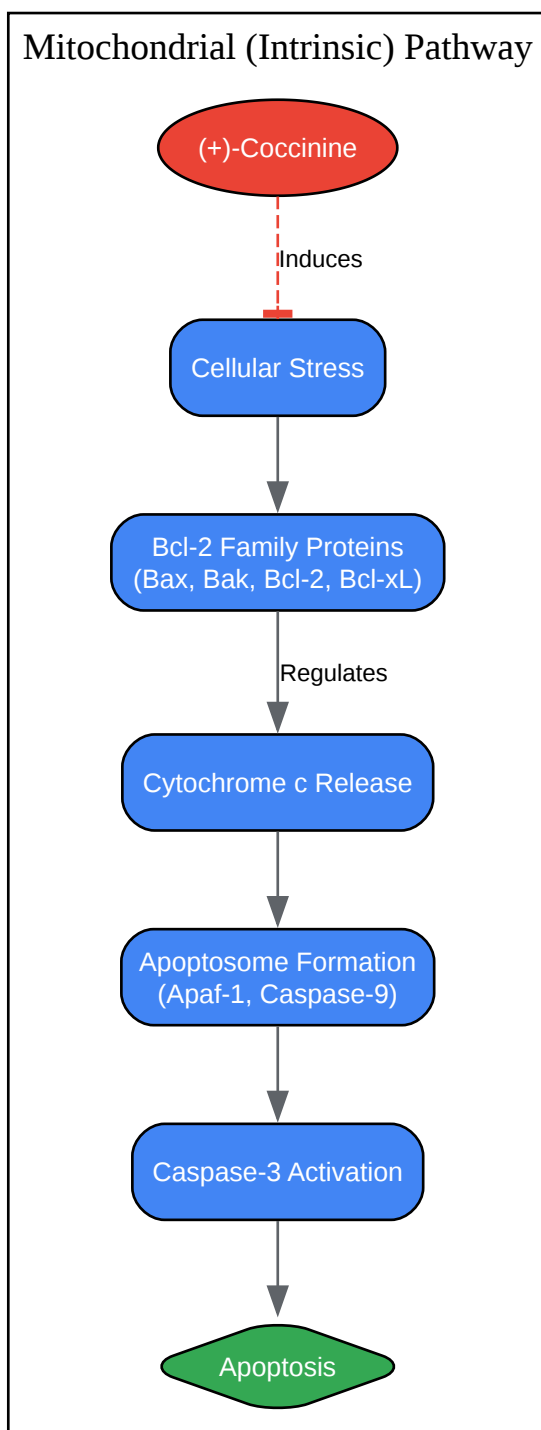 Mitochondrial (Intrinsic) Pathway
(+)-Coccinine
Induces
Cellular Stress
Bcl-2 Family Proteins
(Bax, Bak, Bcl-2, Bcl-xL)
Regulates
Cytochrome c Release
Apoptosome Formation
(Apaf-1, Caspase-9)
Caspase-3 Activation
Apoptosis